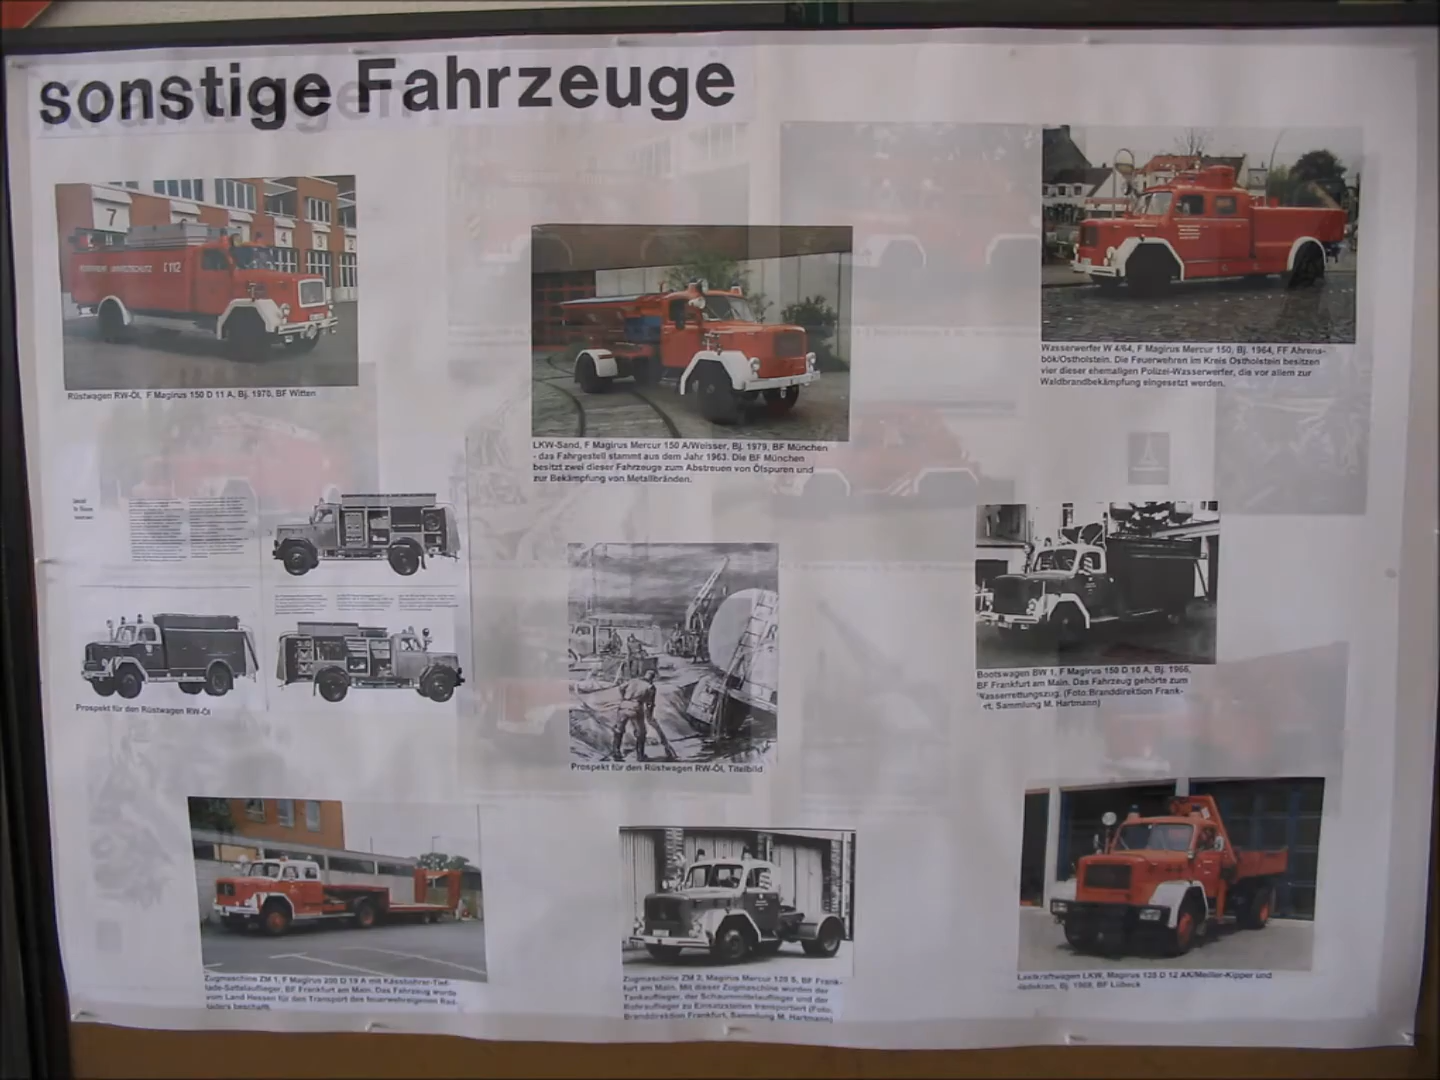 sonstige Fahrzeuge
7
4
3
2
112
Rüstwagen RW-Öl, F Magirus 150 D 11 A, Bj. 1970, BF Witten
LKW-Sand, F Magirus Mercur 150 A/Weisser, Bj. 1979, BF München
- das Fahrgestell stammt aus dem Jahr 1963. Die BF München
besitzt zwei dieser Fahrzeuge zum Abstreuen von Ölspuren und
zur Bekämpfung von Metallbränden.
Wasserwerfer W 4/64, F Magirus Mercur 150, Bj. 1964, FF Ahrens-
bök/Ostholstein. Die Feuerwehren im Kreis Ostholstein besitzen
vier dieser ehemaligen Polizei-Wasserwerfer, die vor allem zur
Waldbrandbekämpfung eingesetzt werden.
Prospekt für den Rüstwagen RW-Öl
Prospekt für den Rüstwagen RW-Öl, Titelbild
Bootswagen BW 1, F Magirus 150 D 10 A, Bj. 1966,
BF Frankfurt am Main. Das Fahrzeug gehörte zum
Wasserrettungszug. (Foto:Branddirektion Frank-
rt, Sammlung M. Hartmann)
Zugmaschine ZM 1, F Magirus 200 D 19 A mit Kässbohrer-Tief-
lade-Sattelauflieger, BF Frankfurt am Main. Das Fahrzeug wurde
vom Land Hessen für den Transport des feuerwehreigenen Rad-
laders beschafft.
Zugmaschine ZM 2, Magirus Mercur 125 S, BF Frank-
furt am Main. Mit dieser Zugmaschine wurden der
Tankauflieger, der Schaummittelauflieger und der
Rohrauflieger zu Einsatzstellen transportiert (Foto:
Branddirektion Frankfurt, Sammlung M. Hartmann)
Lastkraftwagen LKW, Magirus 125 D 12 AK/Meiller-Kipper und
Ladekran, Bj. 1968, BF Lübeck